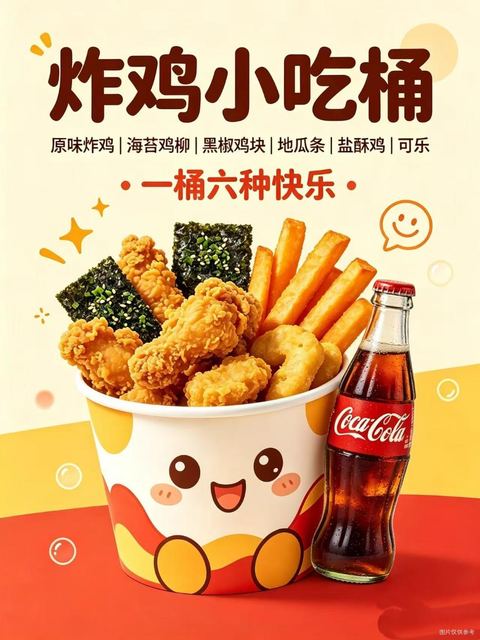 炸鸡小吃桶
原味炸鸡 | 海苔鸡柳 | 黑椒鸡块 | 地瓜条 | 盐酥鸡 | 可乐
• 一桶六种快乐 •
Coca-Cola
图片仅供参考